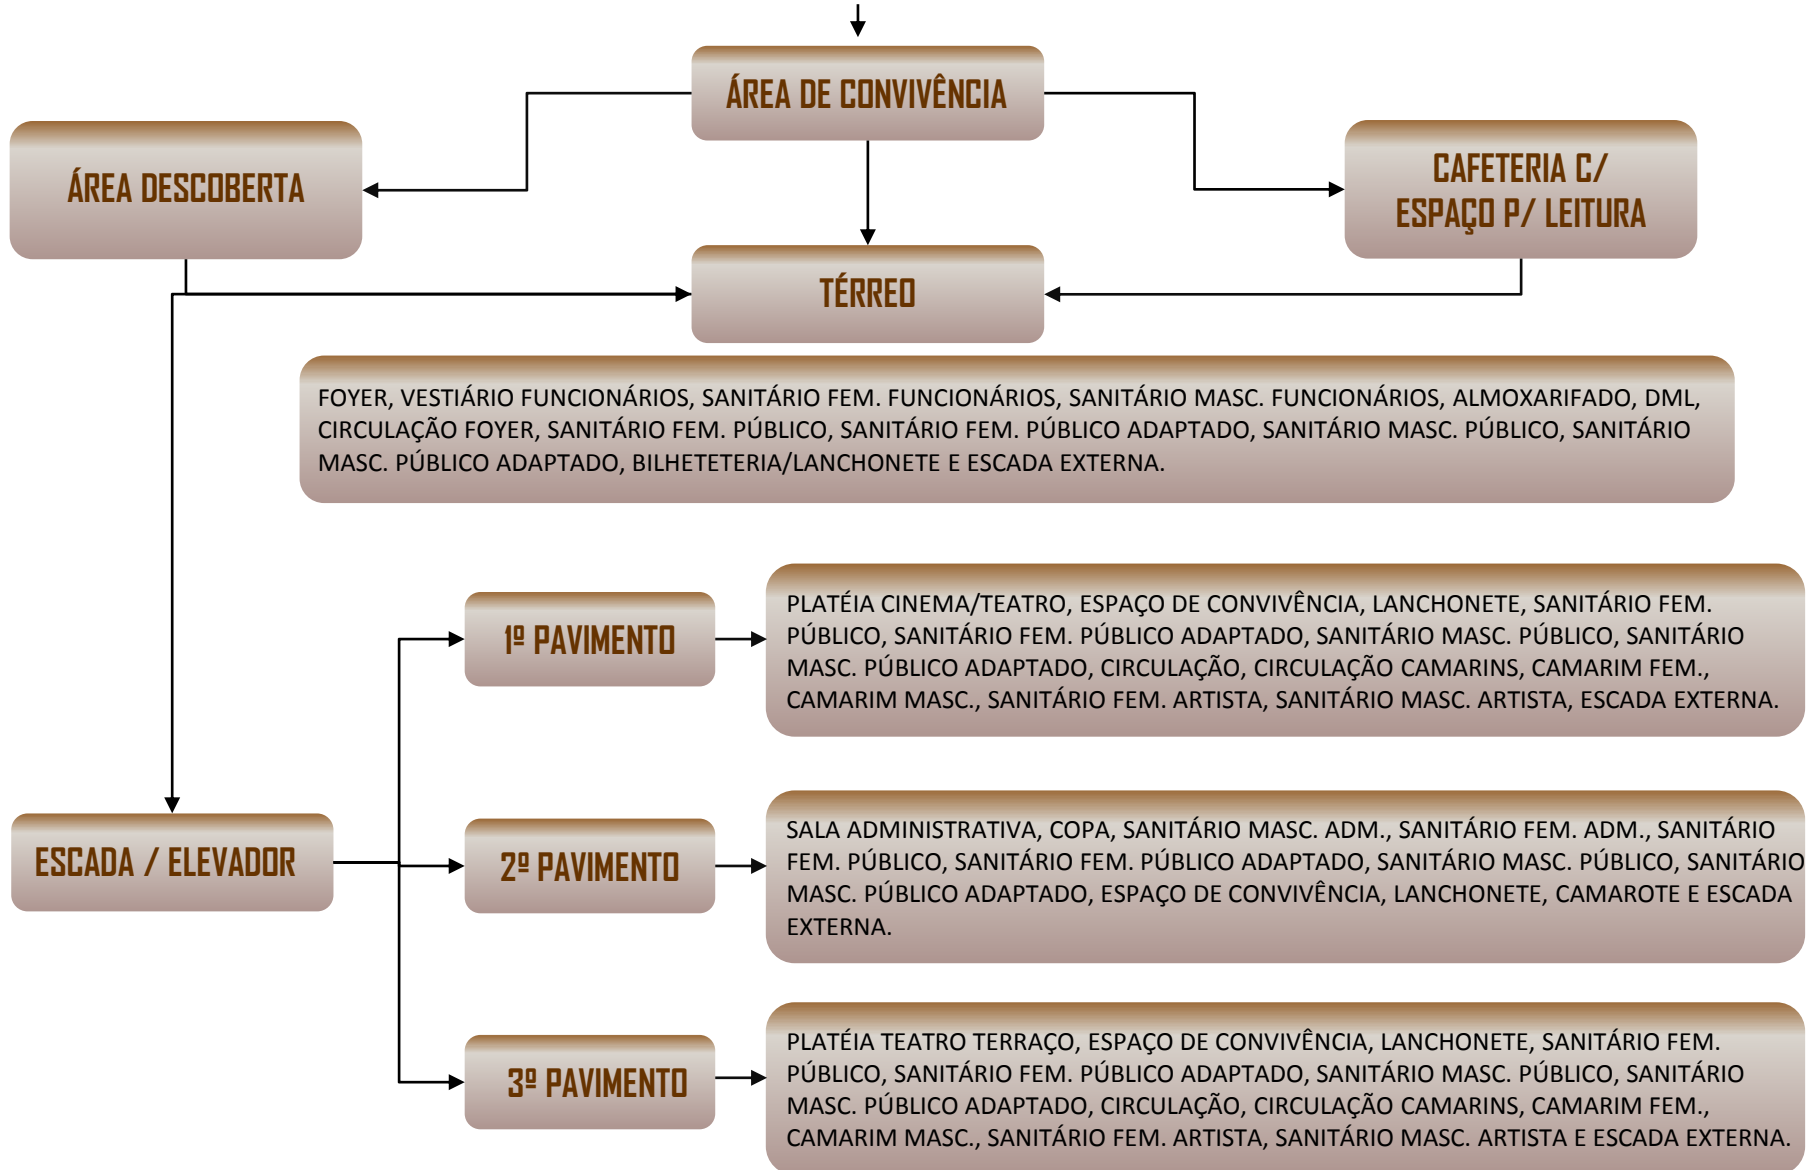 ÁREA DE CONVIVÊNCIA
ÁREA DESCOBERTA
CAFETERIA C/
ESPAÇO P/ LEITURA
TÉRREO
FOYER, VESTIÁRIO FUNCIONÁRIOS, SANITÁRIO FEM. FUNCIONÁRIOS, SANITÁRIO MASC. FUNCIONÁRIOS, ALMOXARIFADO, DML,
CIRCULAÇÃO FOYER, SANITÁRIO FEM. PÚBLICO, SANITÁRIO FEM. PÚBLICO ADAPTADO, SANITÁRIO MASC. PÚBLICO, SANITÁRIO
MASC. PÚBLICO ADAPTADO, BILHETETERIA/LANCHONETE E ESCADA EXTERNA.
1º PAVIMENTO
PLATÉIA CINEMA/TEATRO, ESPAÇO DE CONVIVÊNCIA, LANCHONETE, SANITÁRIO FEM.
PÚBLICO, SANITÁRIO FEM. PÚBLICO ADAPTADO, SANITÁRIO MASC. PÚBLICO, SANITÁRIO
MASC. PÚBLICO ADAPTADO, CIRCULAÇÃO, CIRCULAÇÃO CAMARINS, CAMARIM FEM.,
CAMARIM MASC., SANITÁRIO FEM. ARTISTA, SANITÁRIO MASC. ARTISTA, ESCADA EXTERNA.
ESCADA / ELEVADOR
2º PAVIMENTO
SALA ADMINISTRATIVA, COPA, SANITÁRIO MASC. ADM., SANITÁRIO FEM. ADM., SANITÁRIO
FEM. PÚBLICO, SANITÁRIO FEM. PÚBLICO ADAPTADO, SANITÁRIO MASC. PÚBLICO, SANITÁRIO
MASC. PÚBLICO ADAPTADO, ESPAÇO DE CONVIVÊNCIA, LANCHONETE, CAMAROTE E ESCADA
EXTERNA.
3º PAVIMENTO
PLATÉIA TEATRO TERRAÇO, ESPAÇO DE CONVIVÊNCIA, LANCHONETE, SANITÁRIO FEM.
PÚBLICO, SANITÁRIO FEM. PÚBLICO ADAPTADO, SANITÁRIO MASC. PÚBLICO, SANITÁRIO
MASC. PÚBLICO ADAPTADO, CIRCULAÇÃO, CIRCULAÇÃO CAMARINS, CAMARIM FEM.,
CAMARIM MASC., SANITÁRIO FEM. ARTISTA, SANITÁRIO MASC. ARTISTA E ESCADA EXTERNA.